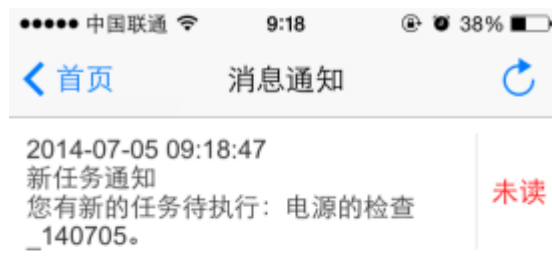 中国联通 9:18 38%
首页 消息通知
2014-07-05 09:18:47
新任务通知
您有新的任务待执行：电源的检查
_140705。
未读